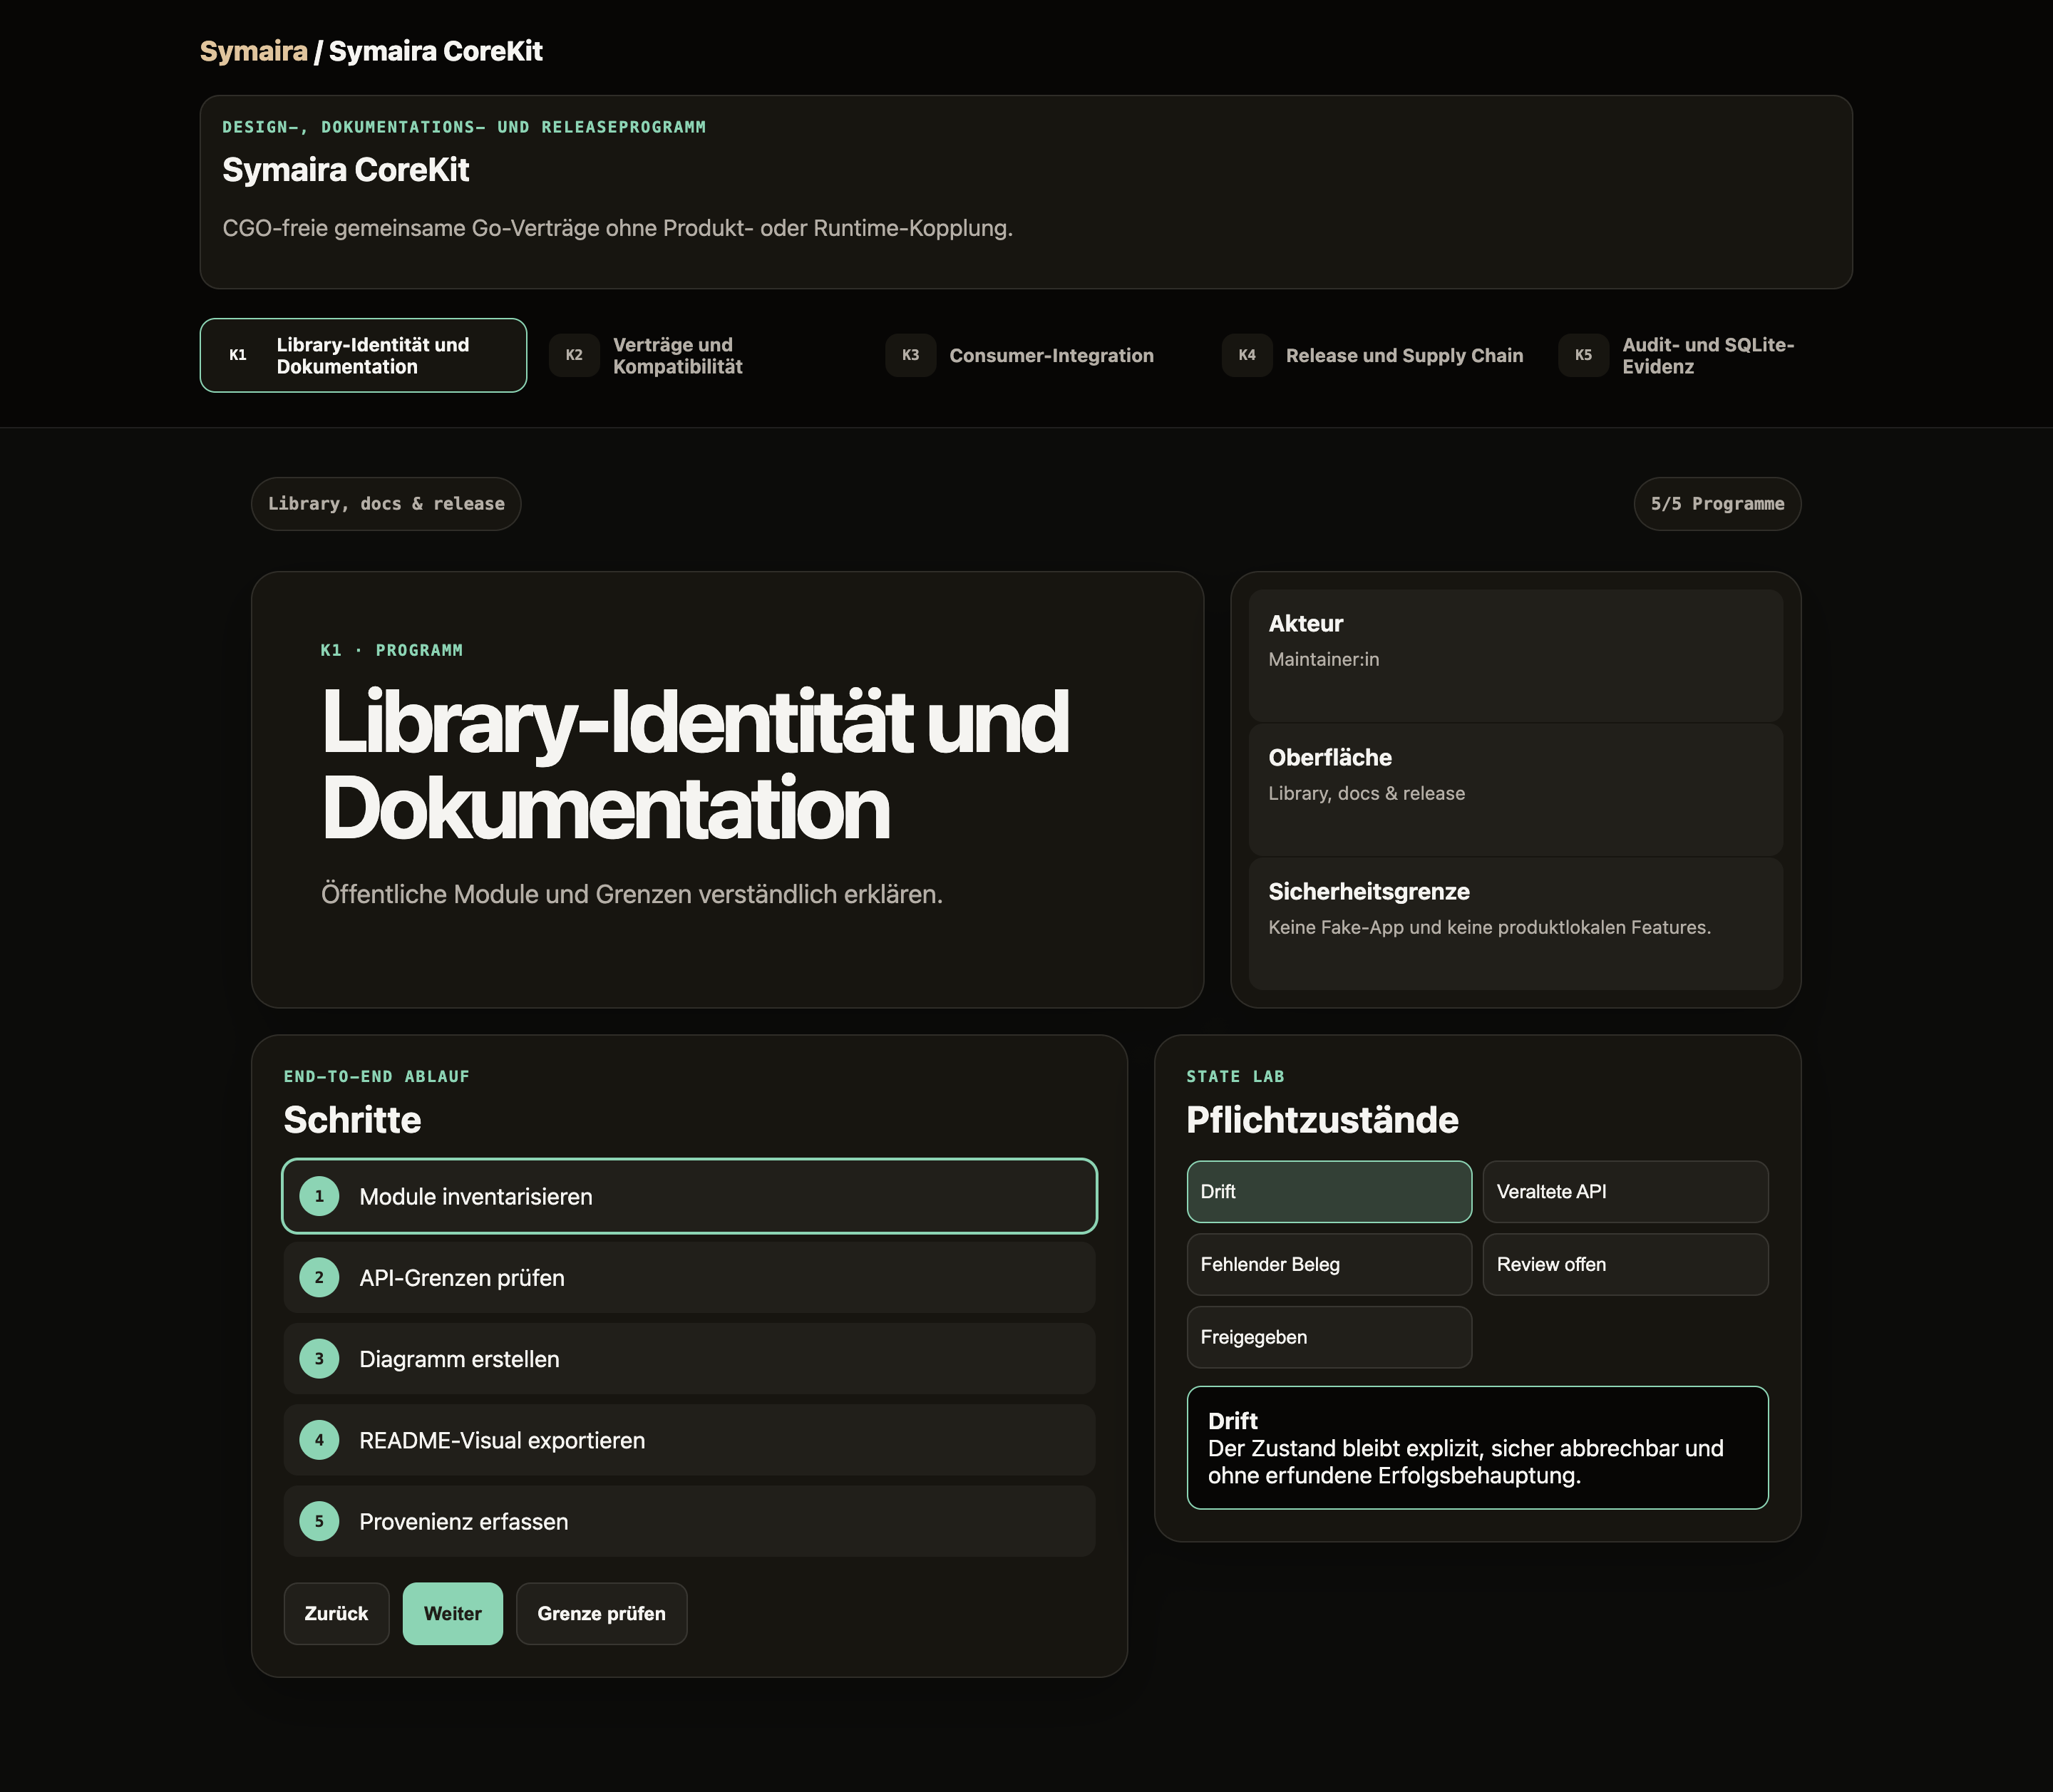 Symaira / Symaira CoreKit
DESIGN-, DOKUMENTATIONS- UND RELEASEPROGRAMM
Symaira CoreKit
CGO-freie gemeinsame Go-Verträge ohne Produkt- oder Runtime-Kopplung.
K1
Library-Identität und
Dokumentation
K2
Verträge und
Kompatibilität
K3
Consumer-Integration
K4
Release und Supply Chain
K5
Audit- und SQLite-
Evidenz
Library, docs & release
5/5 Programme
K1 · PROGRAMM
Library-Identität und
Dokumentation
Öffentliche Module und Grenzen verständlich erklären.
Akteur
Maintainer:in
Oberfläche
Library, docs & release
Sicherheitsgrenze
Keine Fake-App und keine produktlokalen Features.
END-TO-END ABLAUF
Schritte
1 Module inventarisieren
2 API-Grenzen prüfen
3 Diagramm erstellen
4 README-Visual exportieren
5 Provenienz erfassen
Zurück
Weiter
Grenze prüfen
STATE LAB
Pflichtzustände
Drift
Veraltete API
Fehlender Beleg
Review offen
Freigegeben
Drift
Der Zustand bleibt explizit, sicher abbrechbar und
ohne erfundene Erfolgsbehauptung.